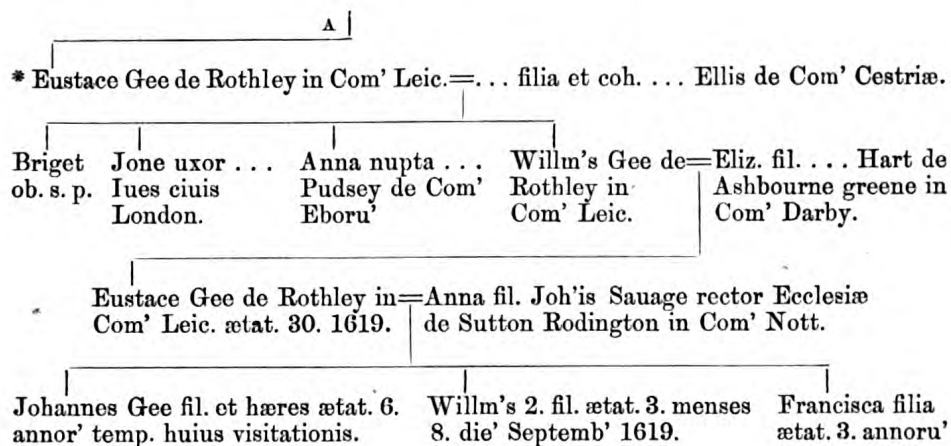 A
* Eustace Gee de Rothley in Com' Leic.=... filia et coh. ... Ellis de Com' Cestriæ.
Briget
ob. s. p.
Jone uxor ...
Iues ciuis
London.
Anna nupta ...
Pudsey de Com'
Eboru'
Willm's Gee de=Eliz. fil. ... Hart de
Rothley in
Com' Leic.
Ashbourne greene in
Com' Darby.
Eustace Gee de Rothley in=Anna fil. Joh'is Sauage rector Ecclesiæ
Com' Leic. ætat. 30. 1619.
de Sutton Rodington in Com' Nott.
Johannes Gee fil. et hæres ætat. 6.
annor' temp. huius visitationis.
Willm's 2. fil. ætat. 3. menses
8. die' Septemb' 1619.
Francisca filia
ætat. 3. annoru.